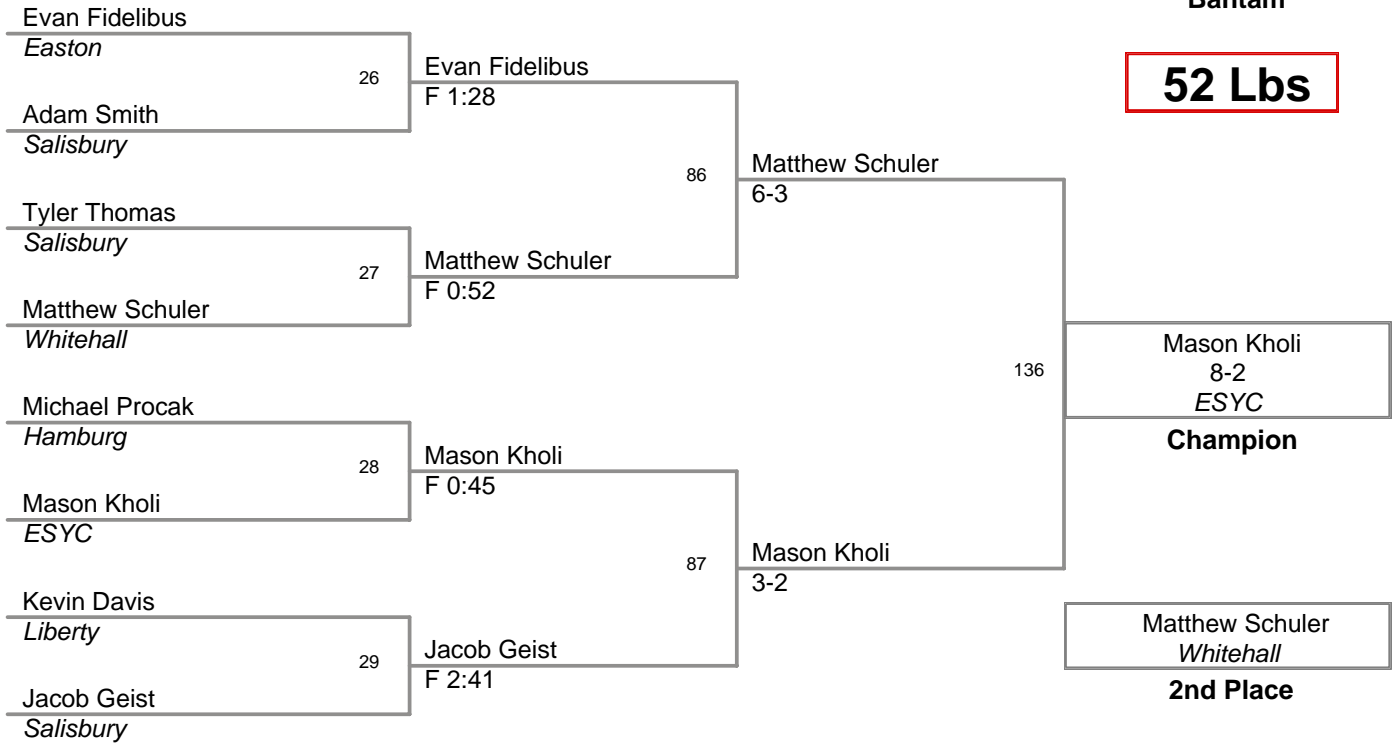 Bantam
52 Lbs
Evan Fidelibus
Easton
26
Adam Smith
Salisbury
Tyler Thomas
Salisbury
27
Matthew Schuler
Whitehall
Michael Procak
Hamburg
28
Mason Kholi
ESYC
Kevin Davis
Liberty
29
Jacob Geist
Salisbury
Evan Fidelibus
F 1:28
86
Matthew Schuler
F 0:52
Mason Kholi
F 0:45
87
Jacob Geist
F 2:41
Matthew Schuler
6-3
136
Mason Kholi
3-2
Mason Kholi
8-2
ESYC
Champion
Matthew Schuler
Whitehall
2nd Place